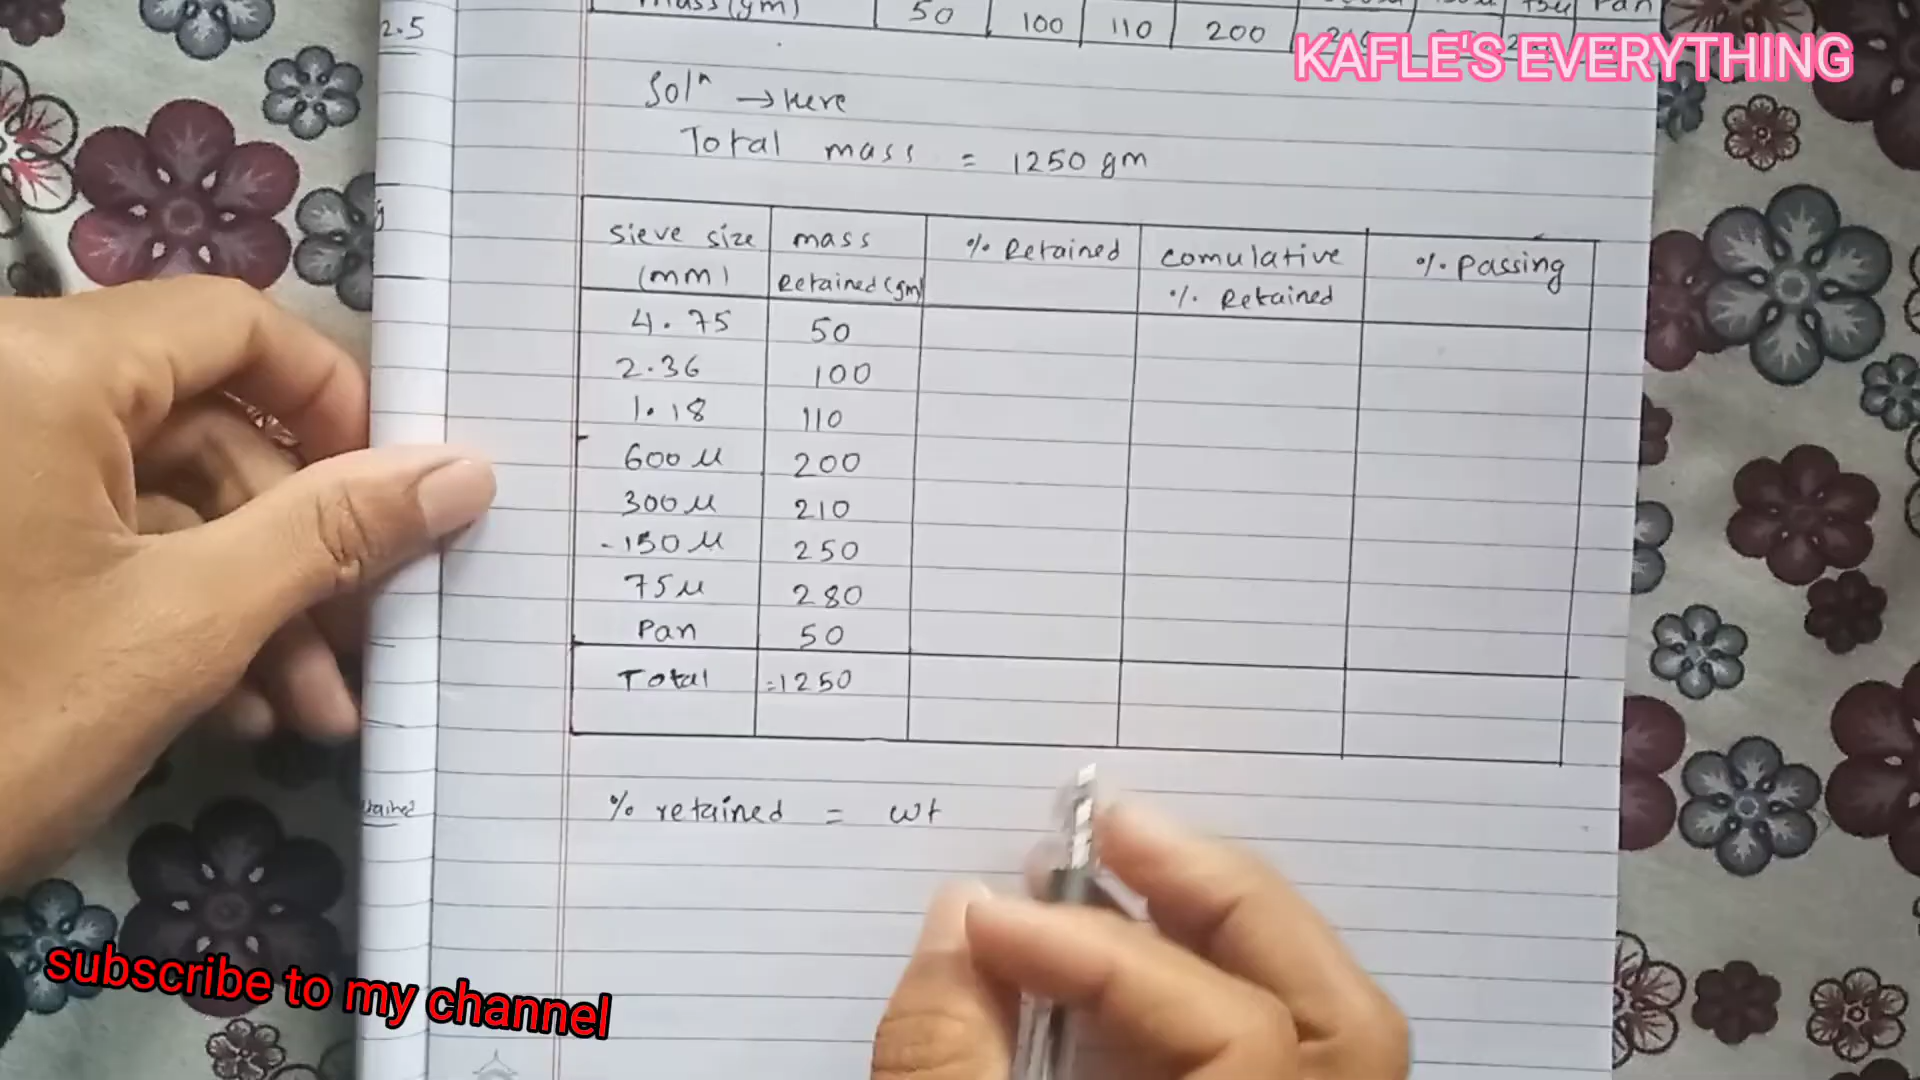 mass(gm) 50 100 110 200
2.5
KAFLE'S EVERYTHING
Solⁿ → Here
Total mass = 1250 gm
sieve size (mm) mass Retained (gm) % Retained comulative % Retained % Passing
4.75 50
2.36 100
1.18 110
600 μ 200
300 μ 210
-150 μ 250
75 μ 280
Pan 50
Total =1250
% retained = wt
subscribe to my channel